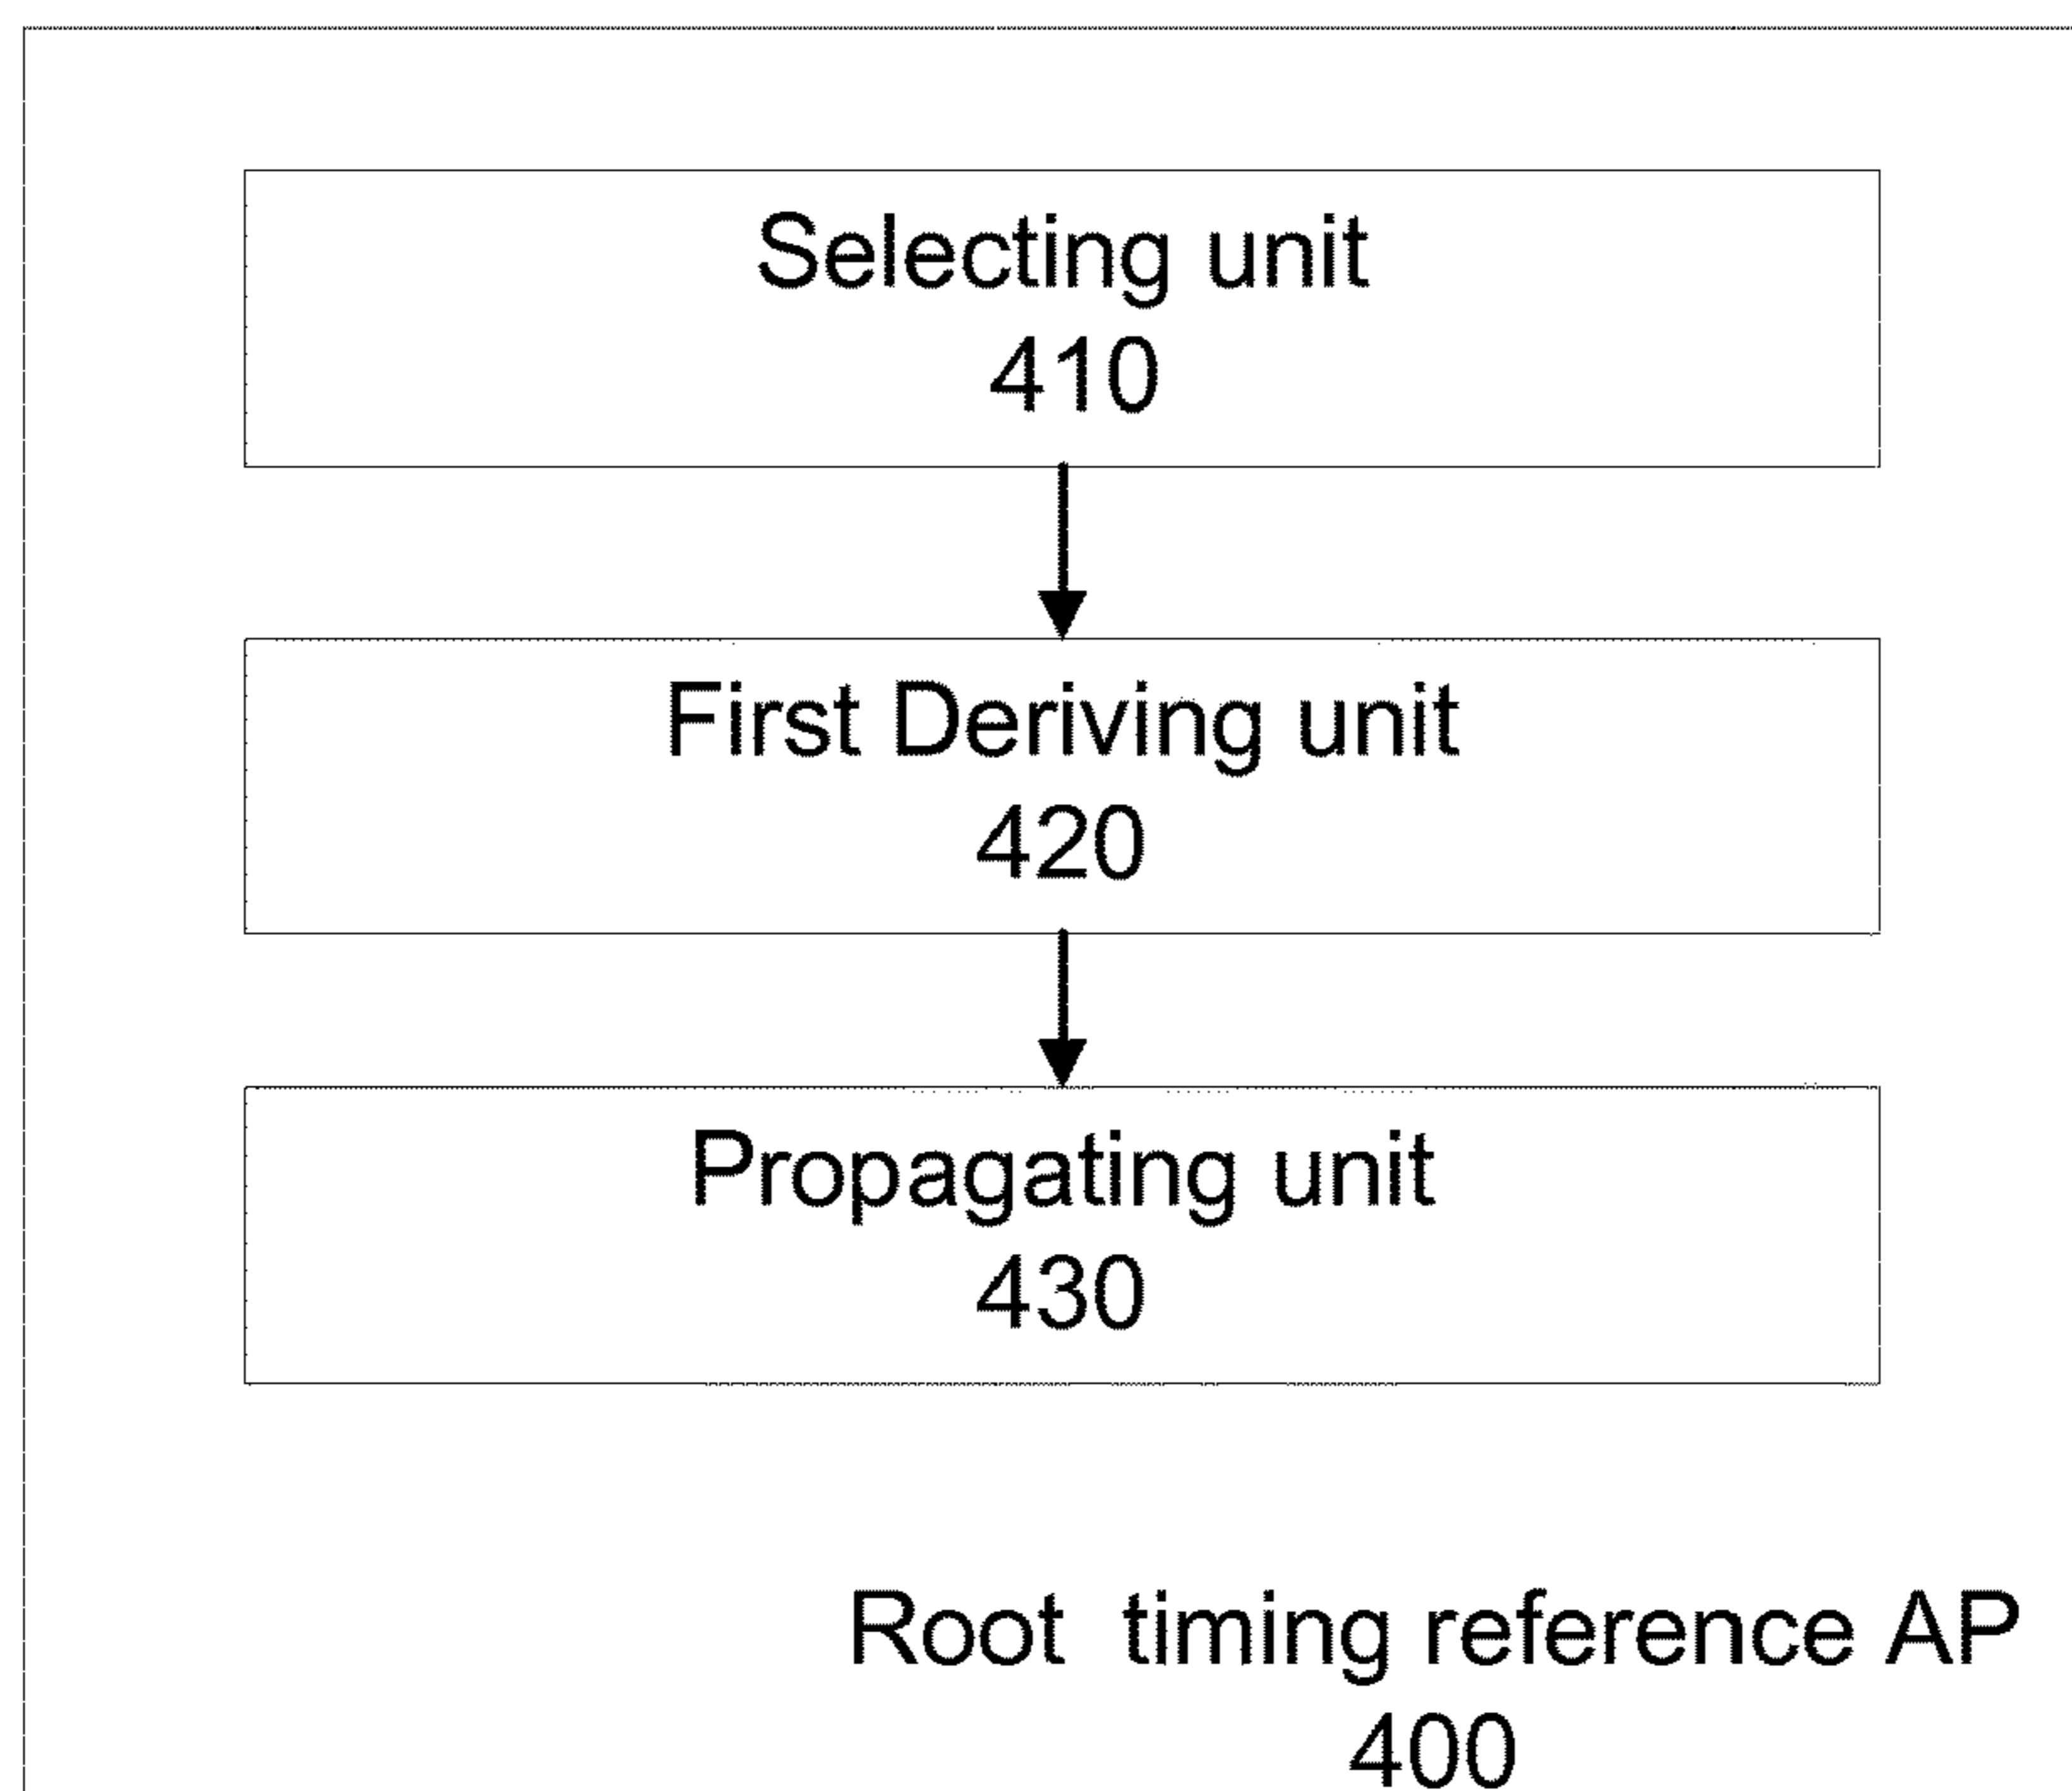 Selecting unit
410
First Deriving unit
420
Propagating unit
430
Root timing reference AP
400